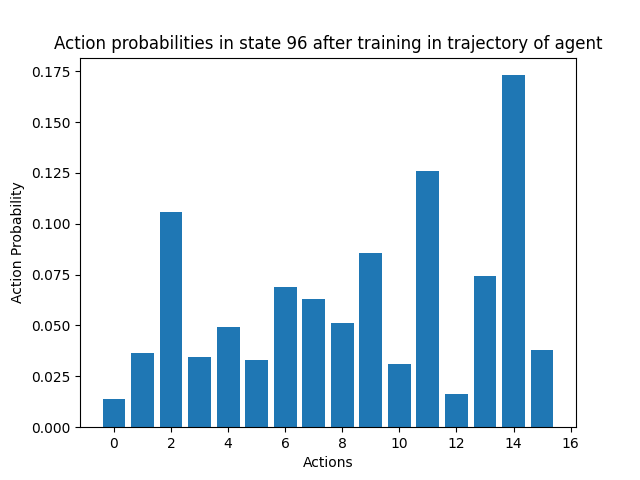 Action probabilities in state 96 after training in trajectory of agent
0.175
0.150
0.125
0.100
0.075
0.050
0.025
0.000
Action Probability
0 2 4 6 8 10 12 14 16
Actions